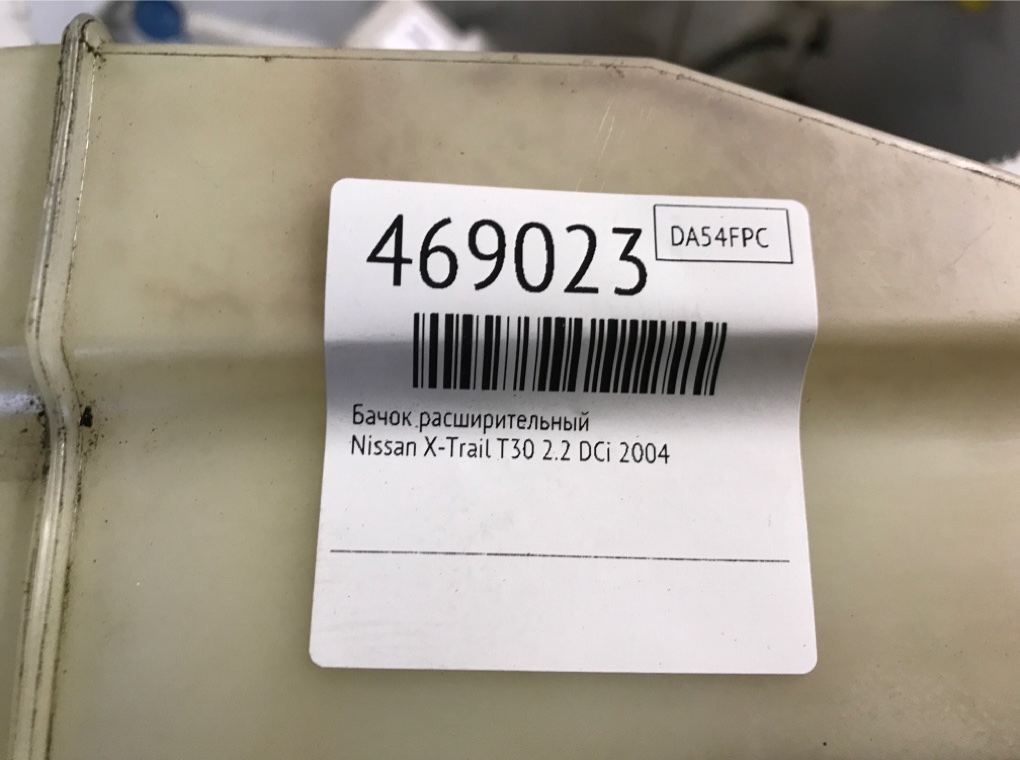 469023
DA54FPC
Бачок расширительный
Nissan X-Trail T30 2.2 DCi 2004